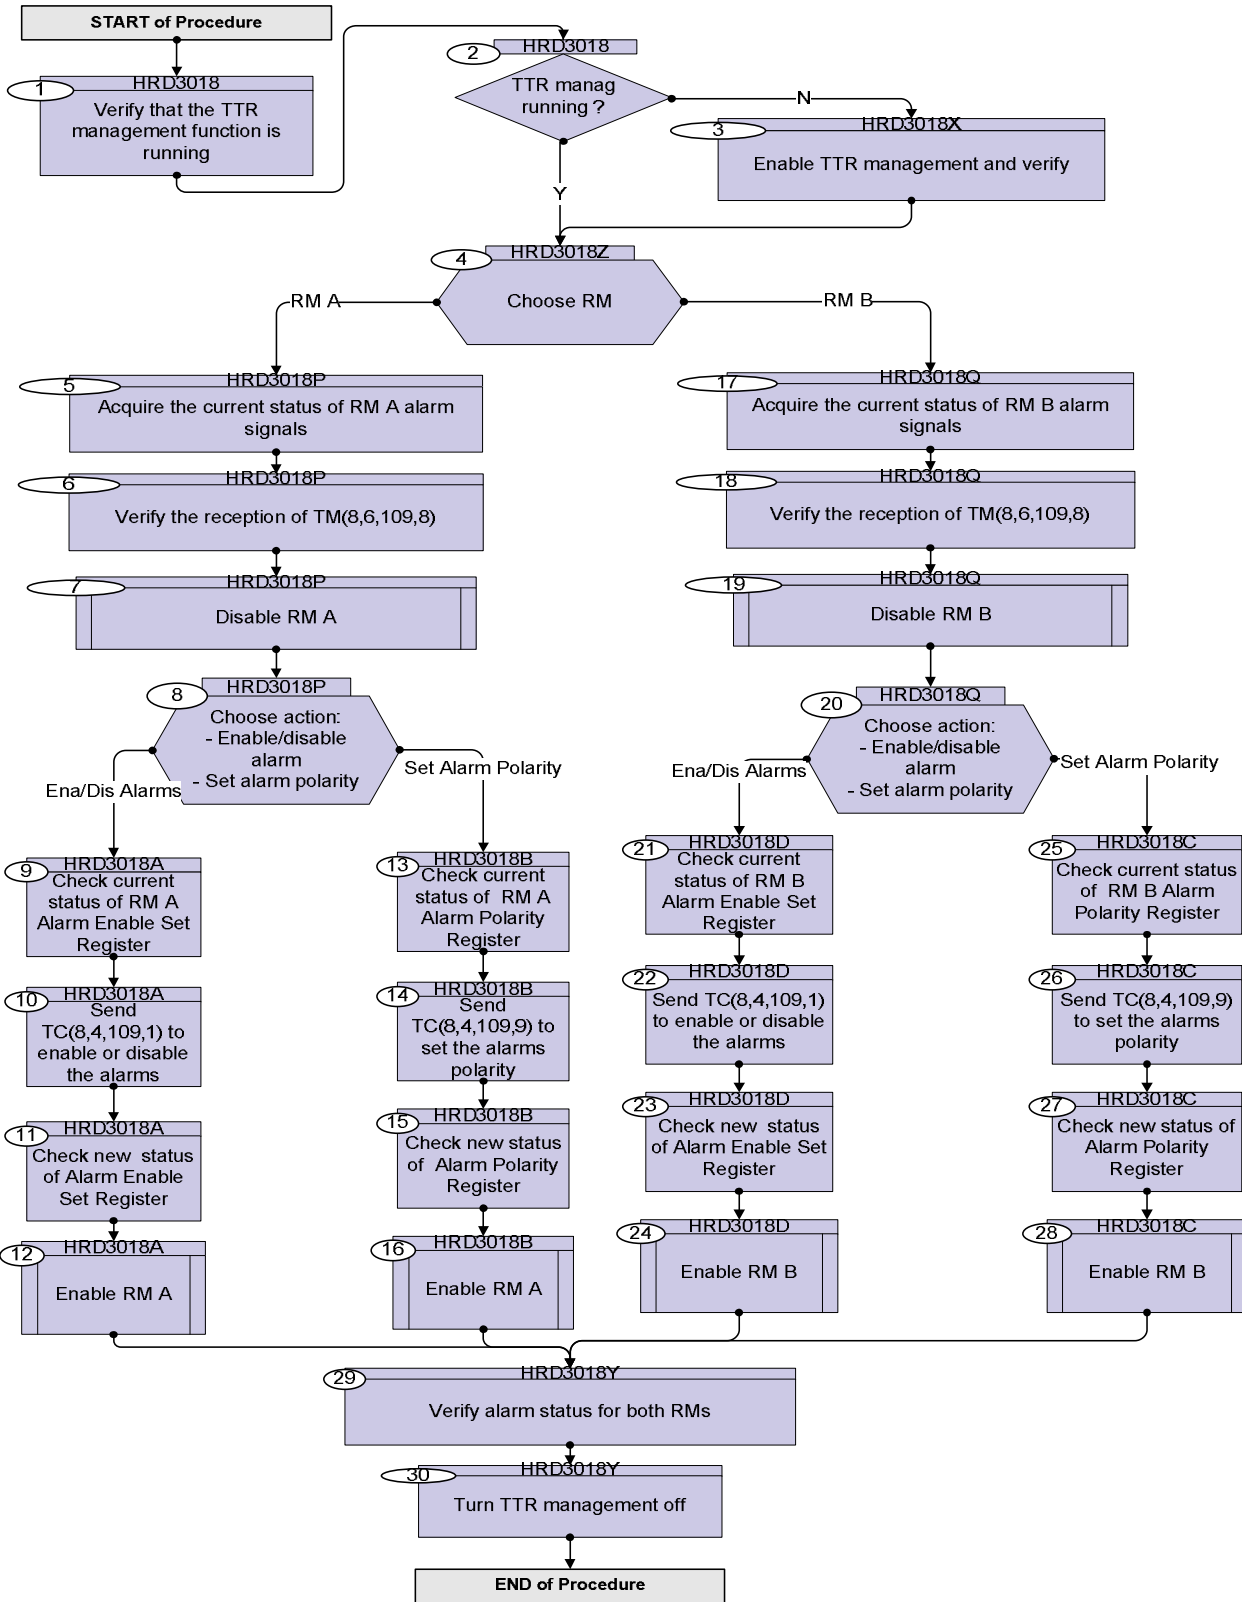 START of Procedure
1
HRD3018
Verify that the TTR
management function is
running
2
HRD3018
TTR manag
running ?
N
Y
3
HRD3018X
Enable TTR management and verify
4
HRD3018Z
Choose RM
RM A
RM B
5
HRD3018P
Acquire the current status of RM A alarm
signals
6
HRD3018P
Verify the reception of TM(8,6,109,8)
7
HRD3018P
Disable RM A
8
HRD3018P
Choose action:
- Enable/disable
alarm
- Set alarm polarity
Ena/Dis Alarms
Set Alarm Polarity
9
HRD3018A
Check current
status of RM A
Alarm Enable Set
Register
10
HRD3018A
Send
TC(8,4,109,1) to
enable or disable
the alarms
11
HRD3018A
Check new status
of Alarm Enable
Set Register
12
HRD3018A
Enable RM A
13
HRD3018B
Check current
status of RM A
Alarm Polarity
Register
14
HRD3018B
Send
TC(8,4,109,9) to
set the alarms
polarity
15
HRD3018B
Check new status
of Alarm Polarity
Register
16
HRD3018B
Enable RM A
17
HRD3018Q
Acquire the current status of RM B alarm
signals
18
HRD3018Q
Verify the reception of TM(8,6,109,8)
19
HRD3018Q
Disable RM B
20
HRD3018Q
Choose action:
- Enable/disable
alarm
- Set alarm polarity
Ena/Dis Alarms
Set Alarm Polarity
21
HRD3018D
Check current
status of RM B
Alarm Enable Set
Register
22
HRD3018D
Send TC(8,4,109,1)
to enable or disable
the alarms
23
HRD3018D
Check new status
of Alarm Enable Set
Register
24
HRD3018D
Enable RM B
25
HRD3018C
Check current status
of RM B Alarm
Polarity Register
26
HRD3018C
Send TC(8,4,109,9)
to set the alarms
polarity
27
HRD3018C
Check new status of
Alarm Polarity
Register
28
HRD3018C
Enable RM B
29
HRD3018Y
Verify alarm status for both RMs
30
HRD3018Y
Turn TTR management off
END of Procedure